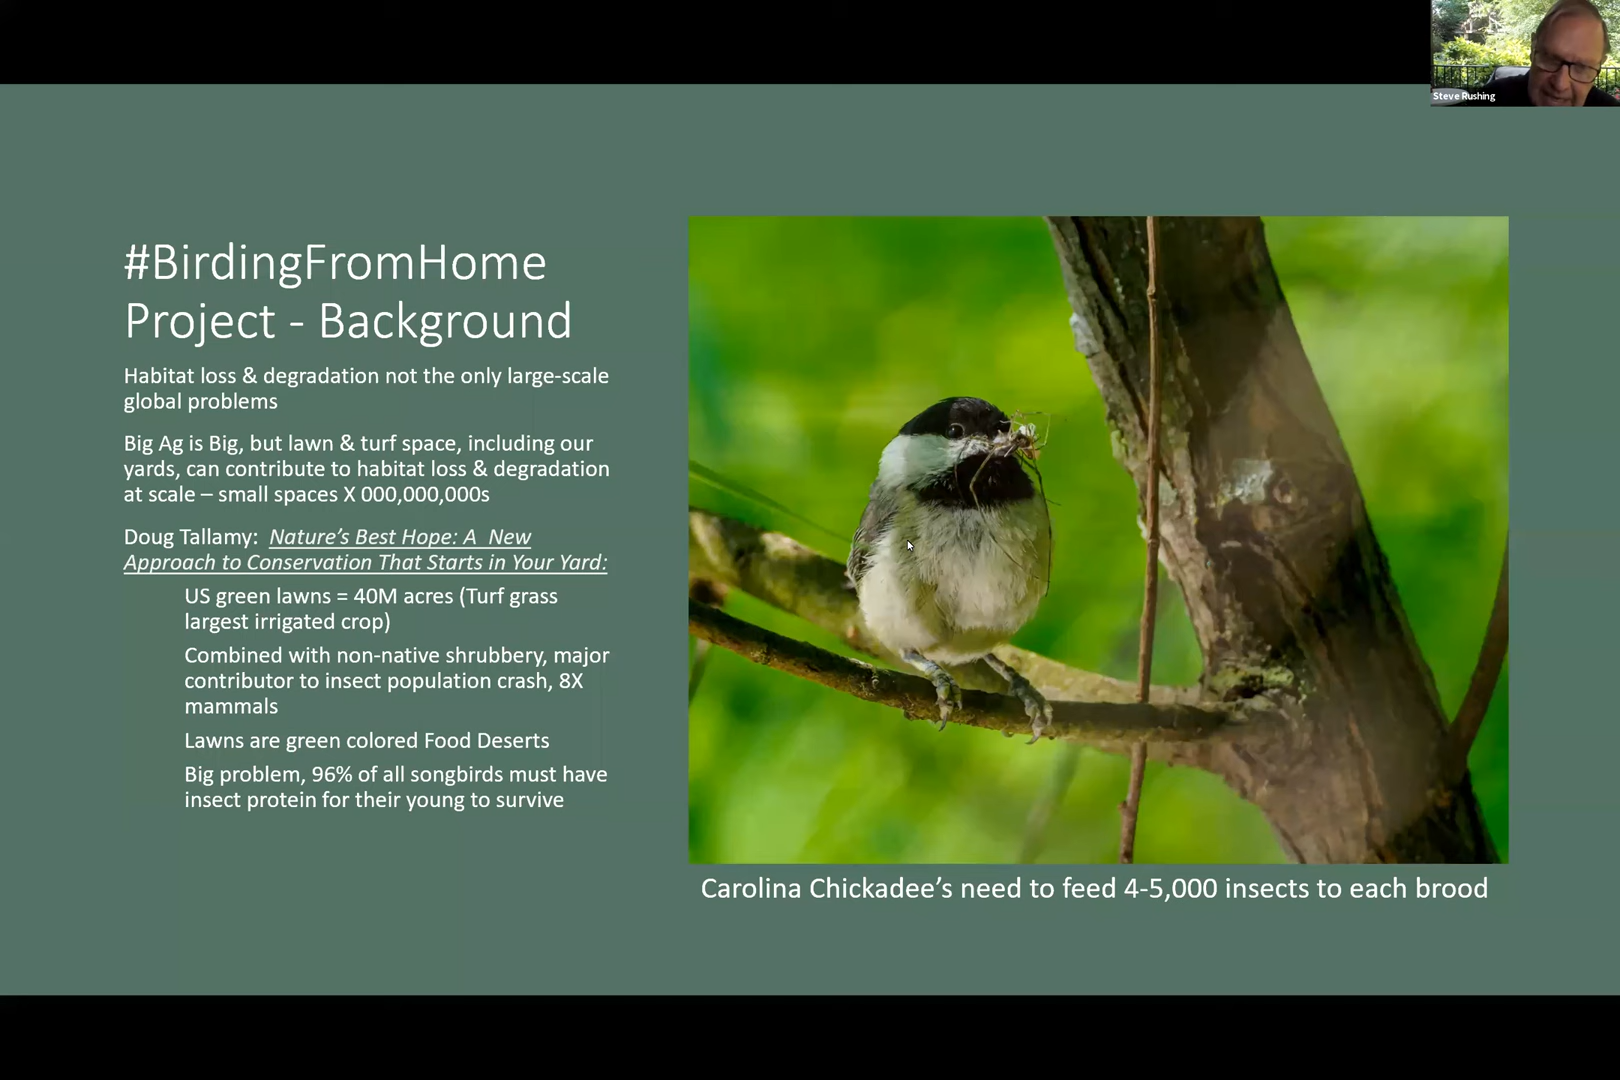 Steve Rushing
#BirdingFromHome
Project - Background
Habitat loss & degradation not the only large-scale
global problems
Big Ag is Big, but lawn & turf space, including our
yards, can contribute to habitat loss & degradation
at scale – small spaces X 000,000,000s
Doug Tallamy:  Nature’s Best Hope: A  New
Approach to Conservation That Starts in Your Yard:
US green lawns = 40M acres (Turf grass
largest irrigated crop)
Combined with non-native shrubbery, major
contributor to insect population crash, 8X
mammals
Lawns are green colored Food Deserts
Big problem, 96% of all songbirds must have
insect protein for their young to survive
Carolina Chickadee’s need to feed 4-5,000 insects to each brood